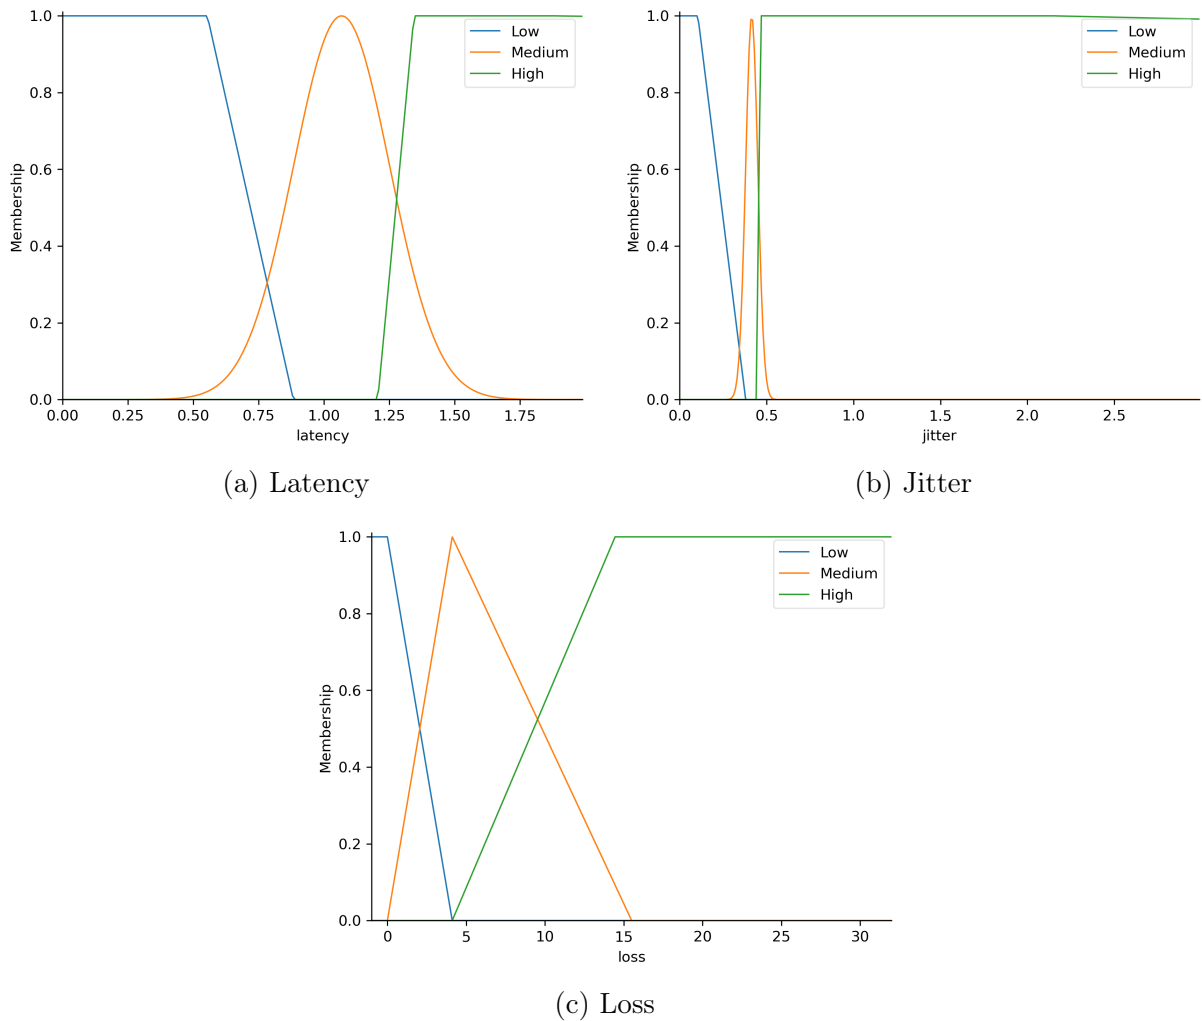 1.0
0.8
0.6
0.4
0.2
0.0
Membership
0.00 0.25 0.50 0.75 1.00 1.25 1.50 1.75
latency
Low
Medium
High
(a) Latency
1.0
0.8
0.6
0.4
0.2
0.0
Membership
0.0 0.5 1.0 1.5 2.0 2.5
jitter
Low
Medium
High
(b) Jitter
1.0
0.8
0.6
0.4
0.2
0.0
Membership
0 5 10 15 20 25 30
loss
Low
Medium
High
(c) Loss